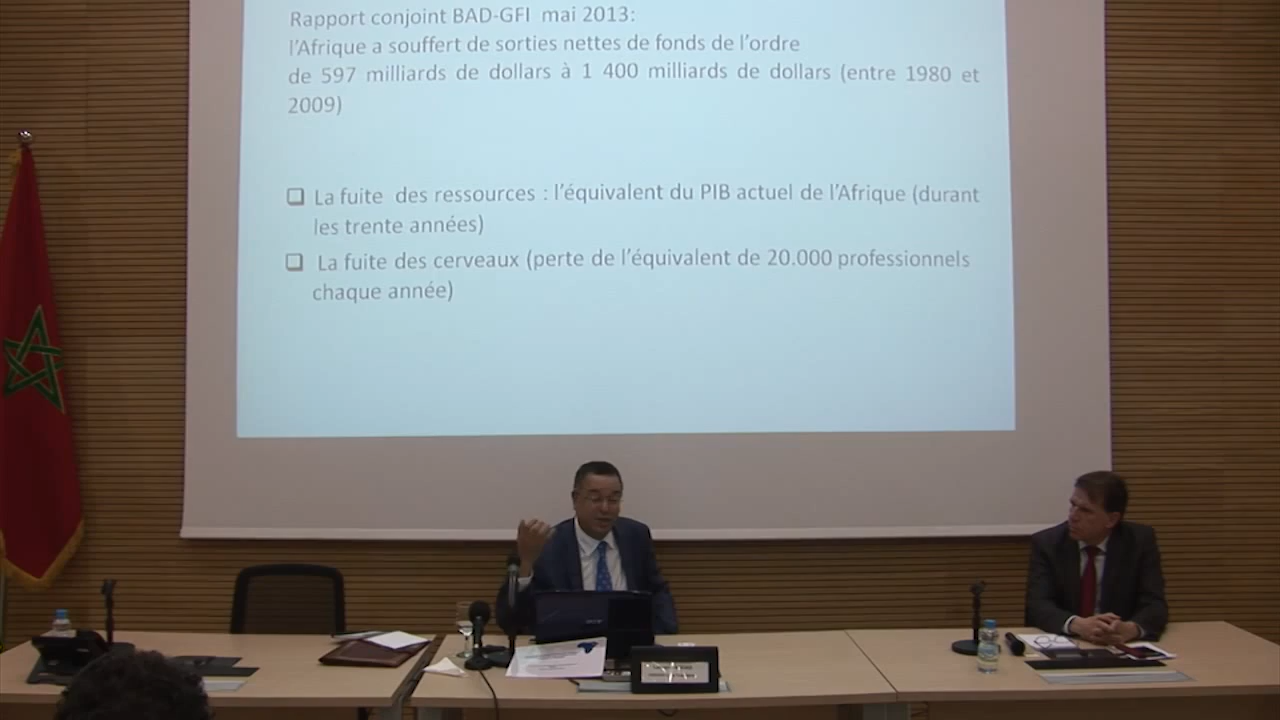 Rapport conjoint BAD-GFI mai 2013:
l'Afrique a souffert de sorties nettes de fonds de l'ordre
de 597 milliards de dollars à 1 400 milliards de dollars (entre 1980 et
2009)
❑ La fuite des ressources : l'équivalent du PIB actuel de l'Afrique (durant
les trente années)
❑ La fuite des cerveaux (perte de l'équivalent de 20.000 professionnels
chaque année)